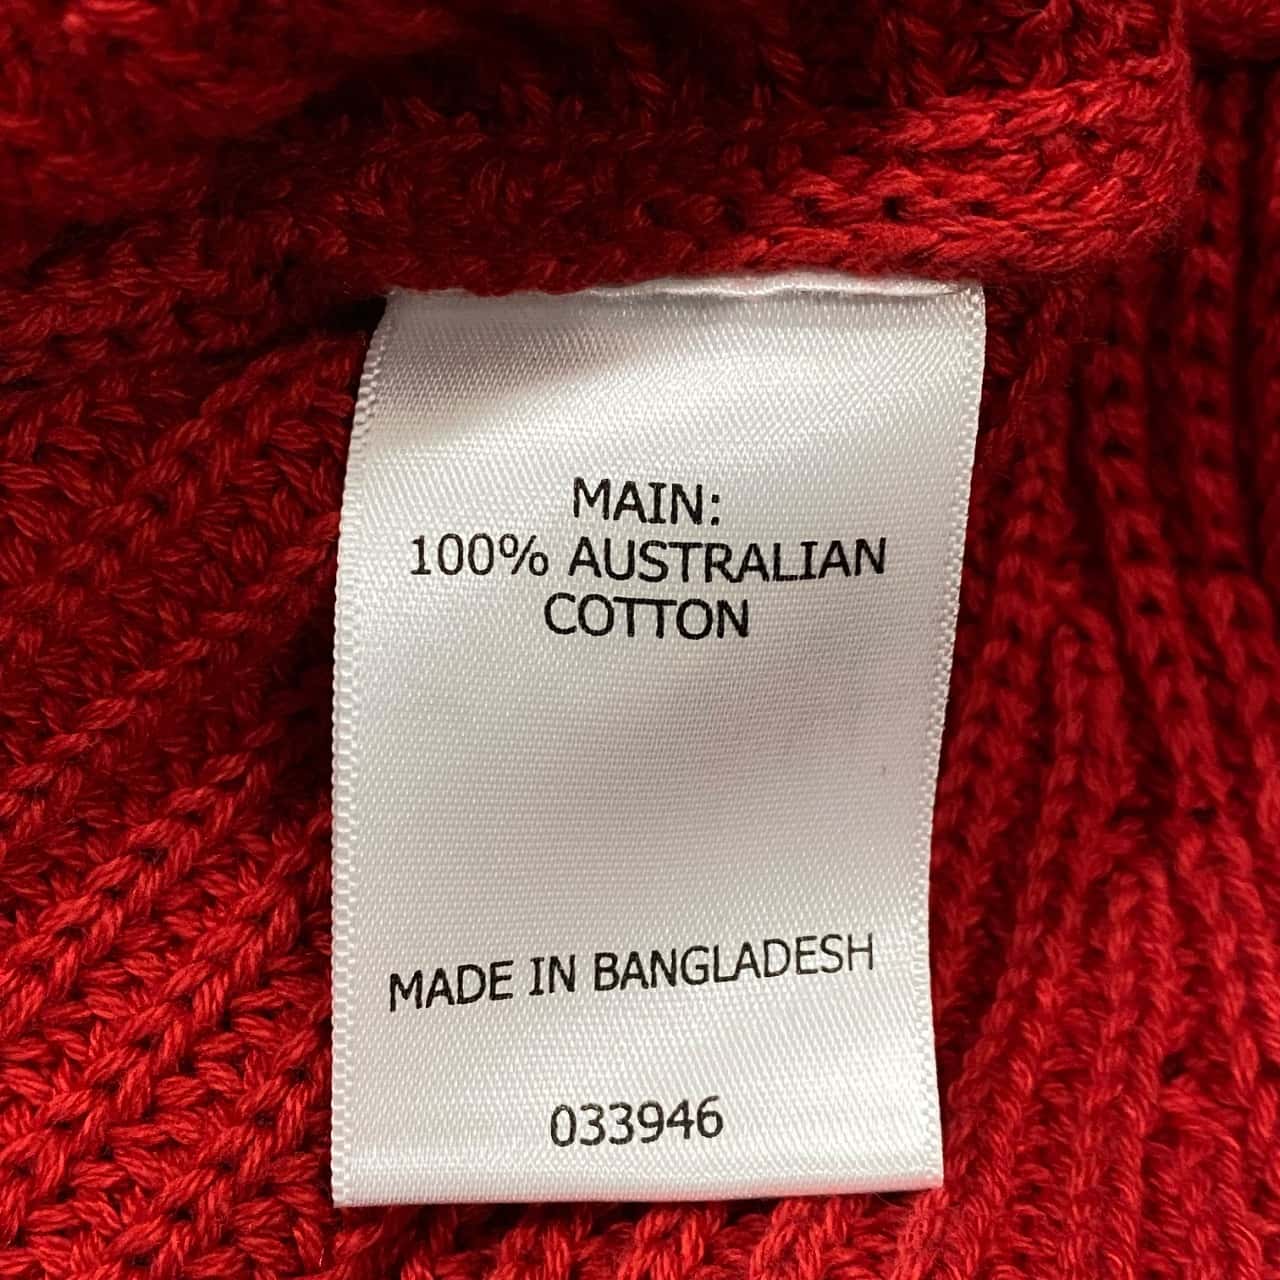 MAIN:
100% AUSTRALIAN
COTTON
MADE IN BANGLADESH
033946